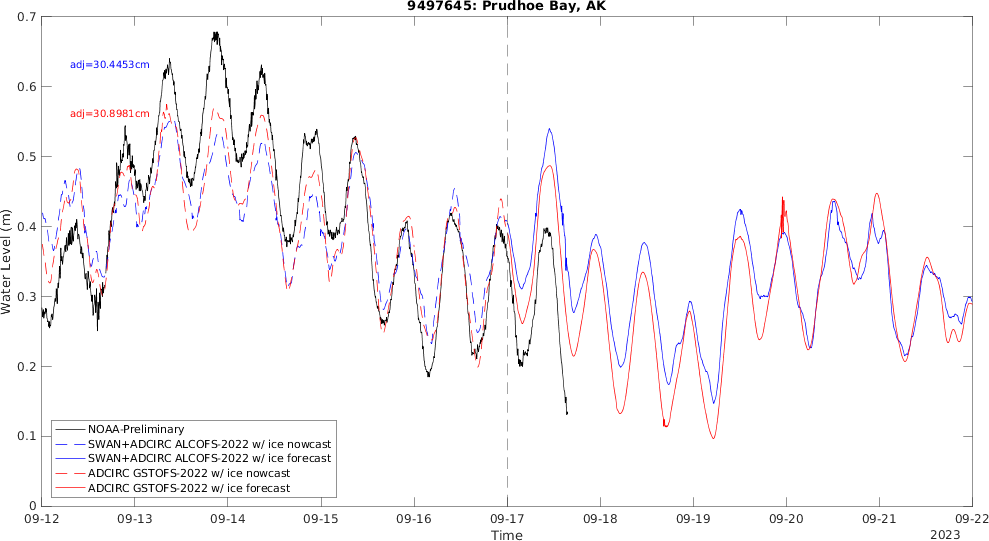 9497645: Prudhoe Bay, AK
Water Level (m)
0.7
0.6
0.5
0.4
0.3
0.2
0.1
0
adj=30.4453cm
adj=30.8981cm
NOAA-Preliminary
SWAN+ADCIRC ALCOFS-2022 w/ ice nowcast
SWAN+ADCIRC ALCOFS-2022 w/ ice forecast
ADCIRC GSTOFS-2022 w/ ice nowcast
ADCIRC GSTOFS-2022 w/ ice forecast
09-12 09-13 09-14 09-15 09-16 09-17 09-18 09-19 09-20 09-21 09-22
Time
2023